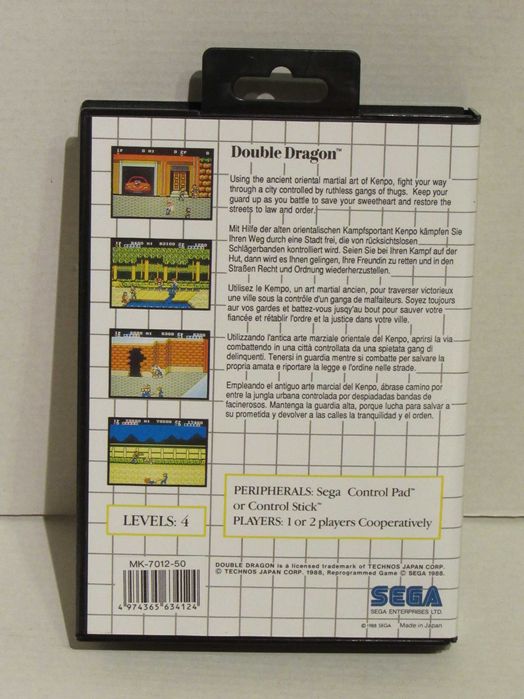 Double Dragon™
Using the ancient oriental martial art of Kenpo, fight your way
through a city controlled by ruthless gangs of thugs. Keep your
guard up as you battle to save your sweetheart and restore the
streets to law and order.
Mit Hilfe der alten orientalischen Kampfsportant Kenpo kämpfen Sie
Ihren Weg durch eine Stadt frei, die von rücksichtslosen
Schlägerbanden kontrolliert wird. Seien Sie bei Ihren Kampf auf der
Hut, dann wird es Ihnen gelingen, Ihre Freundin zu retten und in den
Straßen Recht und Ordnung wiederherzustellen.
Utilisez le Kempo, un art martial ancien, pour traverser victorieux
une ville sous la contrôle d'un ganga de malfaiteurs. Soyez toujours
aur vos gardes et battez-vous jusqu'au bout pour sauver votre
fiancée et rétablir l'ordre et la justice dans votre ville.
Utilizzando l'antica arte marziale orientale del Kenpo, aprirsi la via
combattendo in una città controllata da una spietata gang di
delinquenti. Tenersi in guardia mentre si combatte per salvare la
propria amata e riportare la legge e l'ordine nelle strade.
Empleando el antiguo arte marcial del Kenpo, ábrase camino por
entre la jungla urbana controlada por despiadadas bandas de
facinerosos. Mantenga la guardia alta, porque lucha para salvar a
su prometida y devolver a las calles la tranquilidad y el orden.
PERIPHERALS: Sega Control Pad™
or Control Stick™
PLAYERS: 1 or 2 players Cooperatively
LEVELS: 4
MK-7012-50
4 974365 634124
DOUBLE DRAGON is a licensed trademark of TECHNOS JAPAN CORP.
© TECHNOS JAPAN CORP. 1988, Reprogrammed Game © SEGA 1988.
SEGA
SEGA ENTERPRISES LTD.
© 1988 SEGA Made in Japan